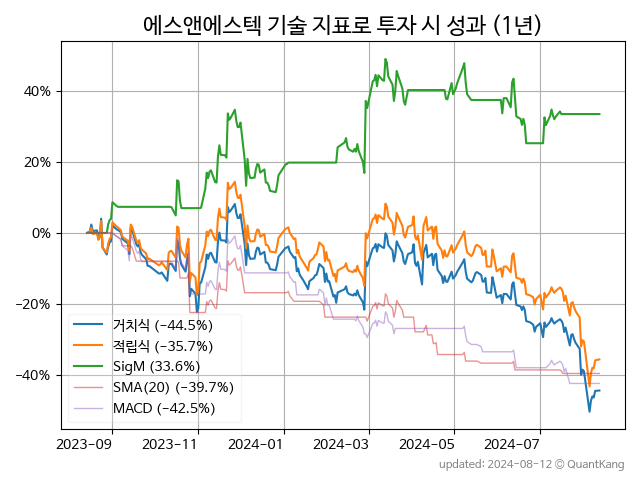 에스앤에스텍 기술 지표로 투자 시 성과 (1년)
40%
20%
0%
−20%
−40%
거치식 (−44.5%)
적립식 (−35.7%)
SigM (33.6%)
SMA(20) (−39.7%)
MACD (−42.5%)
2023−09 2023−11 2024−01 2024−03 2024−05 2024−07
updated: 2024-08-12 © QuantKang